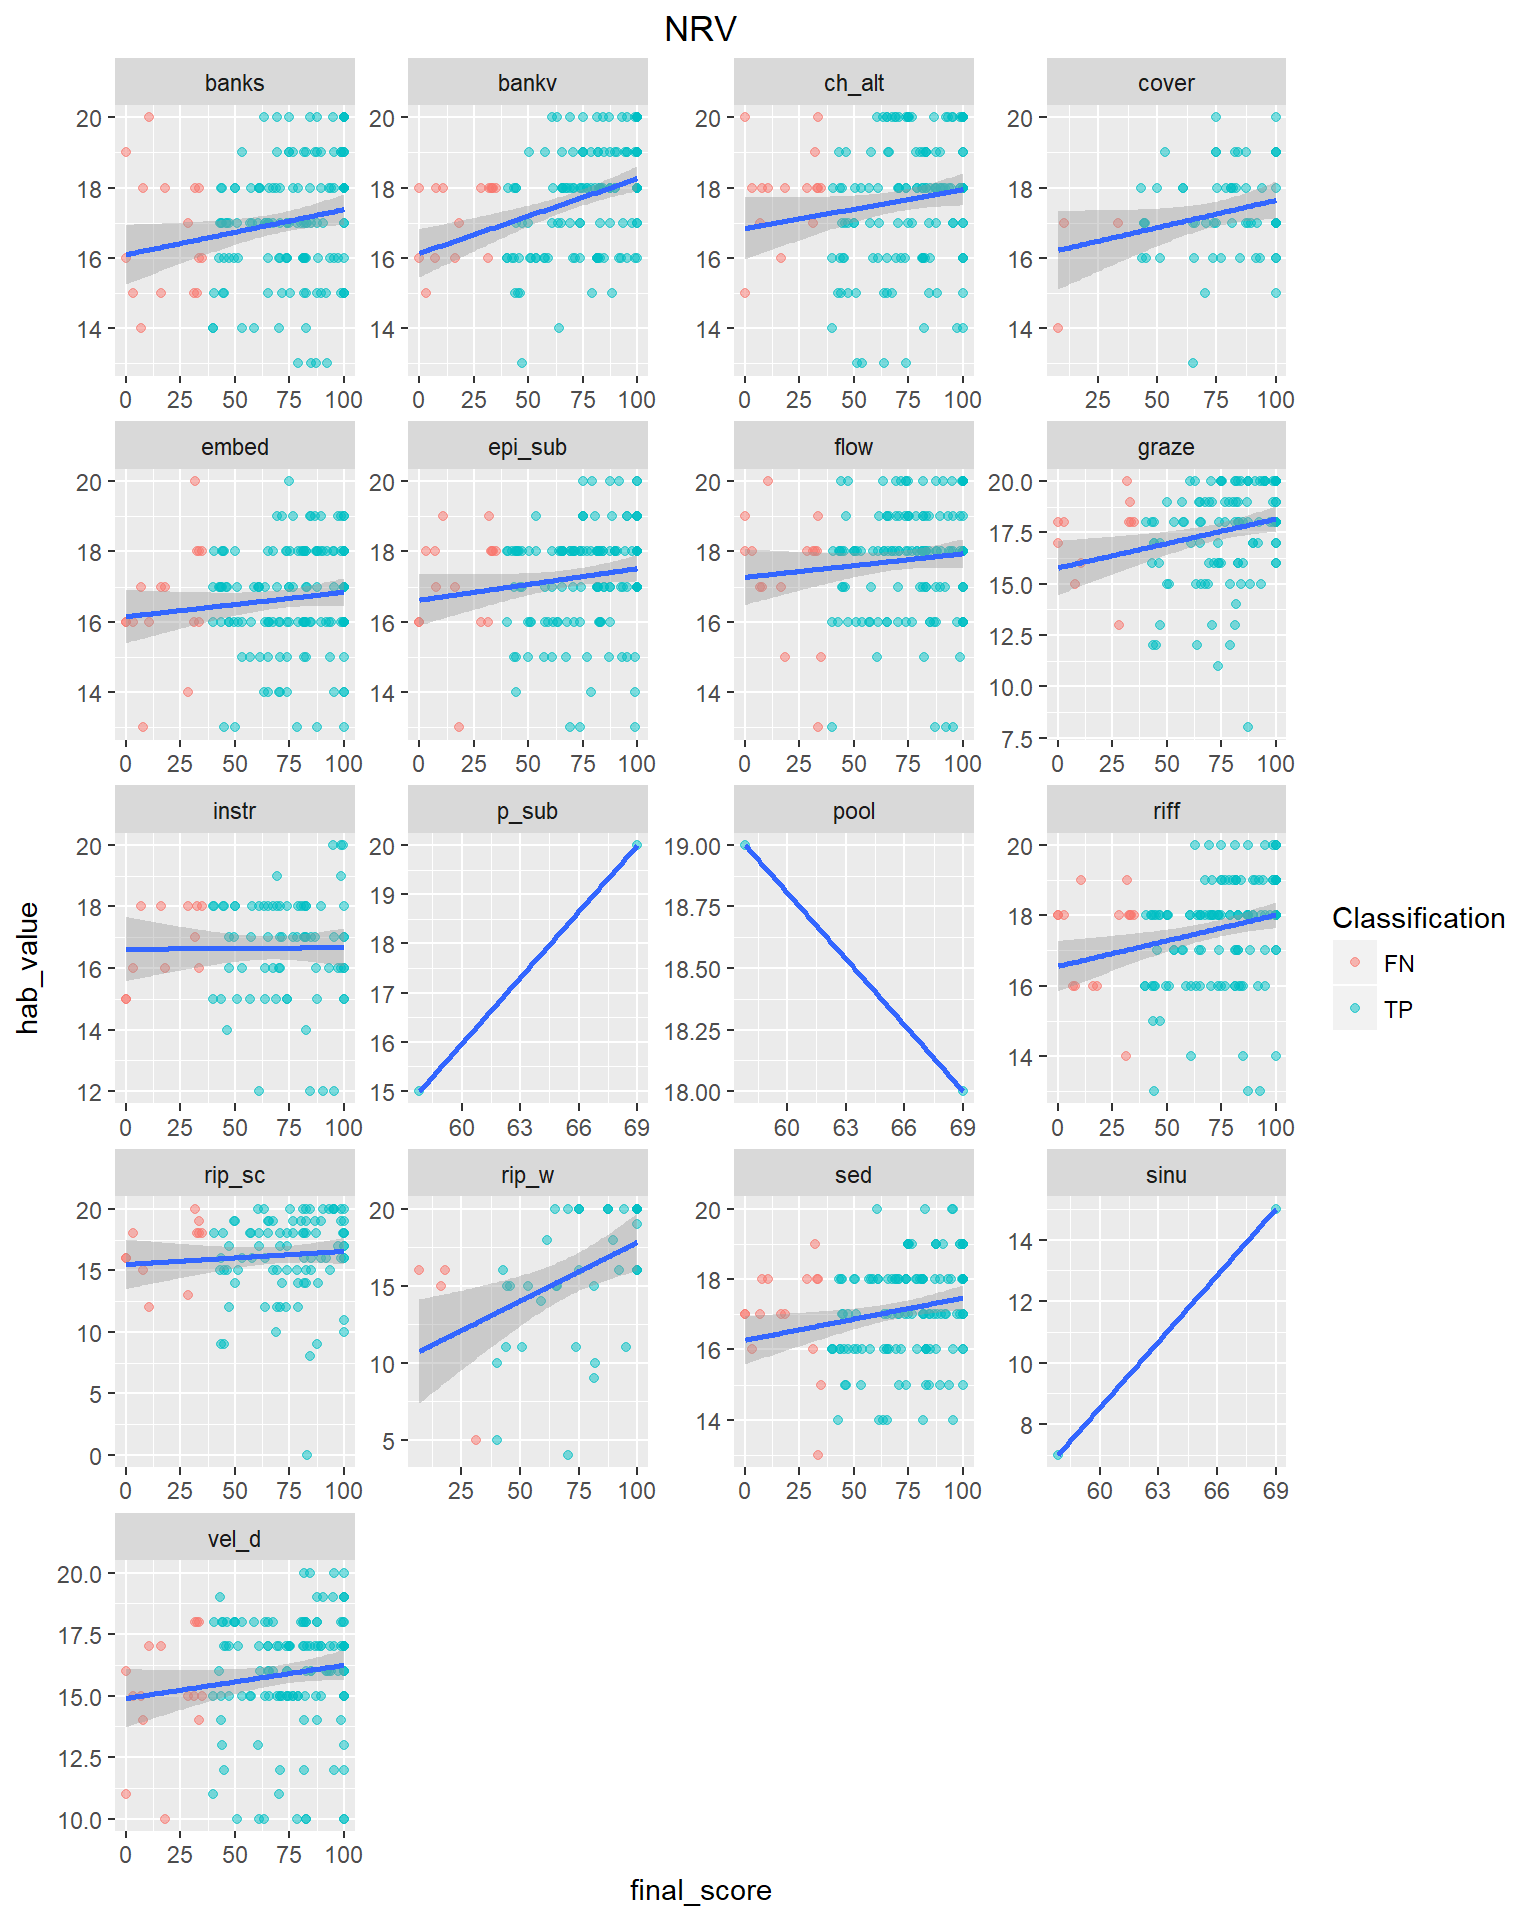 NRV
banks bankv ch_alt cover
20 20 20 20
18 18 18 18
16 16 16 16
14 14 14 14
0 25 50 75 100 0 25 50 75 100 0 25 50 75 100 25 50 75 100
embed epi_sub flow graze
20 20 20 20.0
18 18 18 17.5
16 16 16 15.0
14 14 14 12.5
10.0
7.5
0 25 50 75 100 0 25 50 75 100 0 25 50 75 100 0 25 50 75 100
instr p_sub pool riff
20 20 19.00 20
18 19 18.75 18
16 18 18.50 16
14 17 18.25 14
12 16 18.00
15
0 25 50 75 100 60 63 66 69 60 63 66 69 0 25 50 75 100
rip_sc rip_w sed sinu
20 20 20 14
15 15 18 12
10 10 16 10
5 5 14 8
0
0 25 50 75 100 25 50 75 100 0 25 50 75 100 60 63 66 69
vel_d
20.0
17.5
15.0
12.5
10.0
0 25 50 75 100
hab_value
final_score
Classification
FN
TP